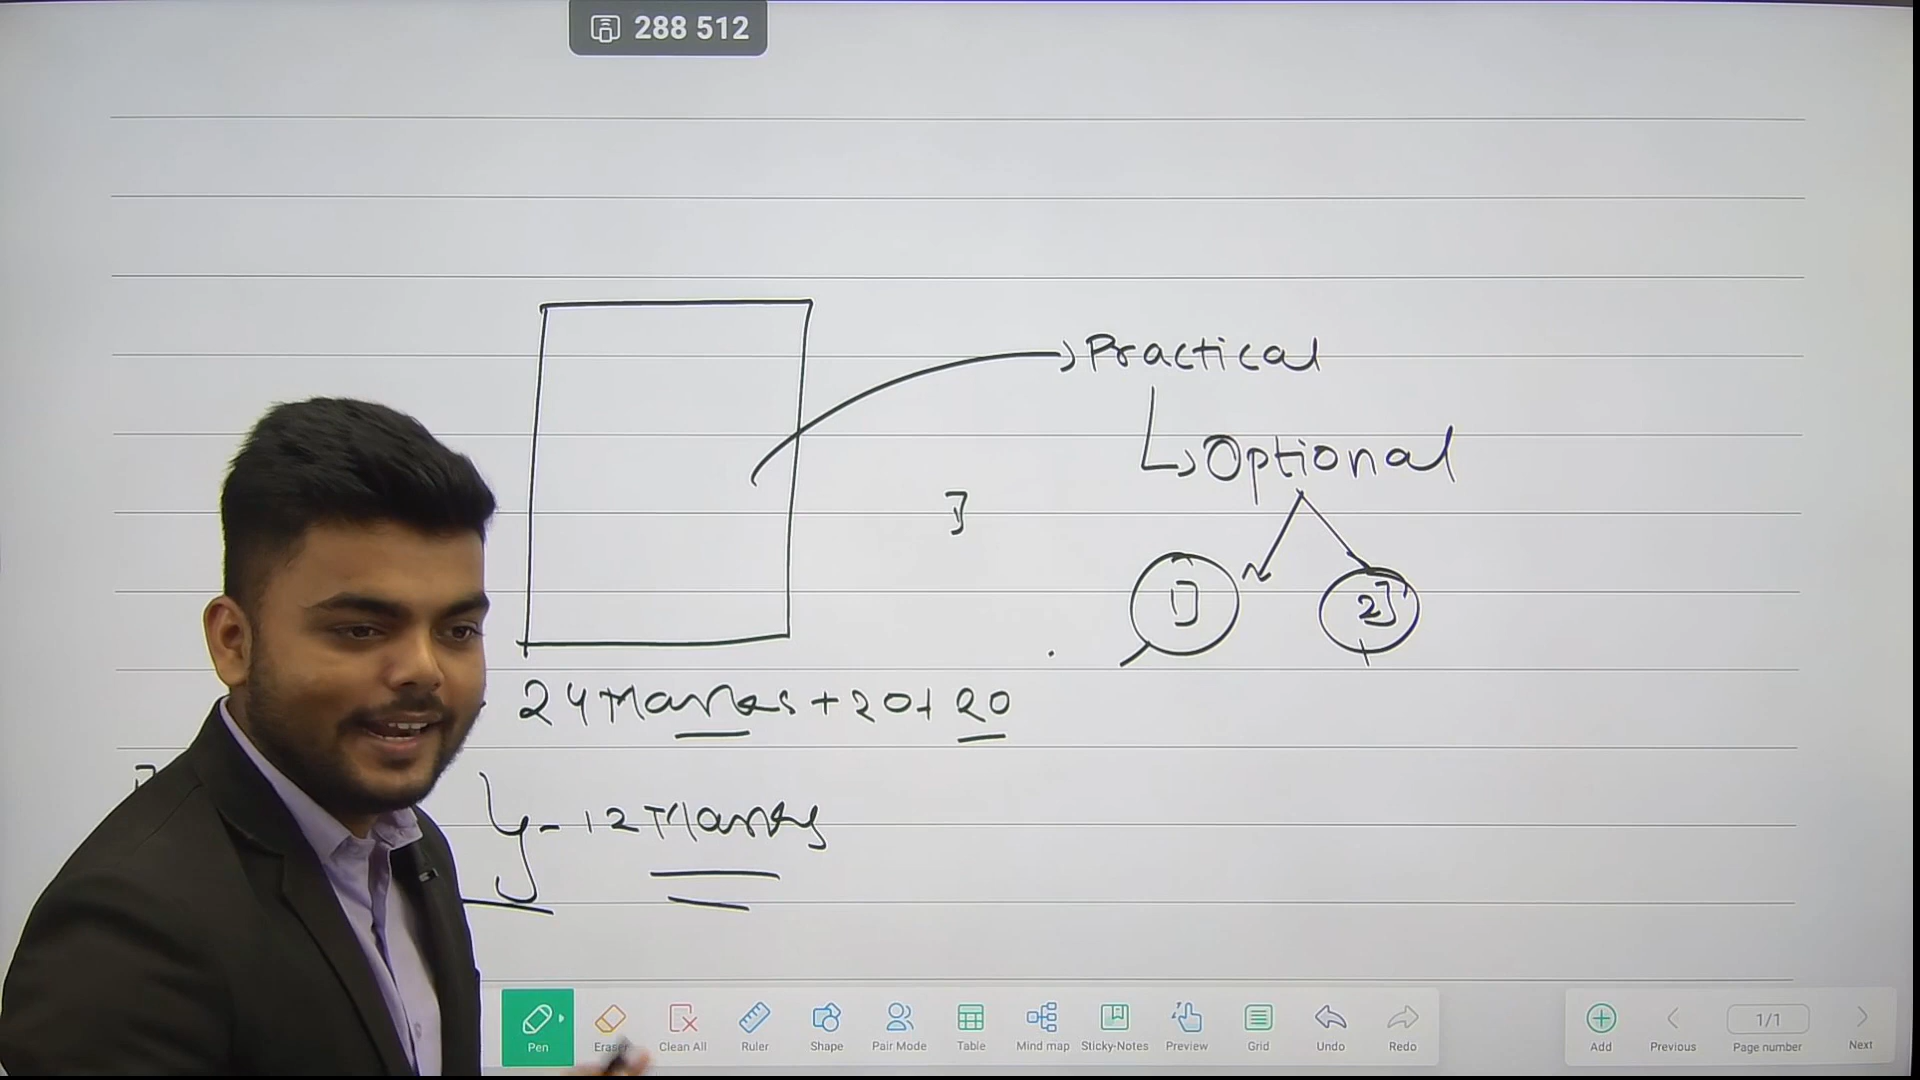 288 512
Practical
Optional
1]
1] 2]
24 Marks + 20 + 20
y - 12 Marks
Pen Eraser Clean All Ruler Shape Pair Mode Table Mind map Sticky-Notes Preview Grid Undo Redo Add Previous 1/1 Page number Next